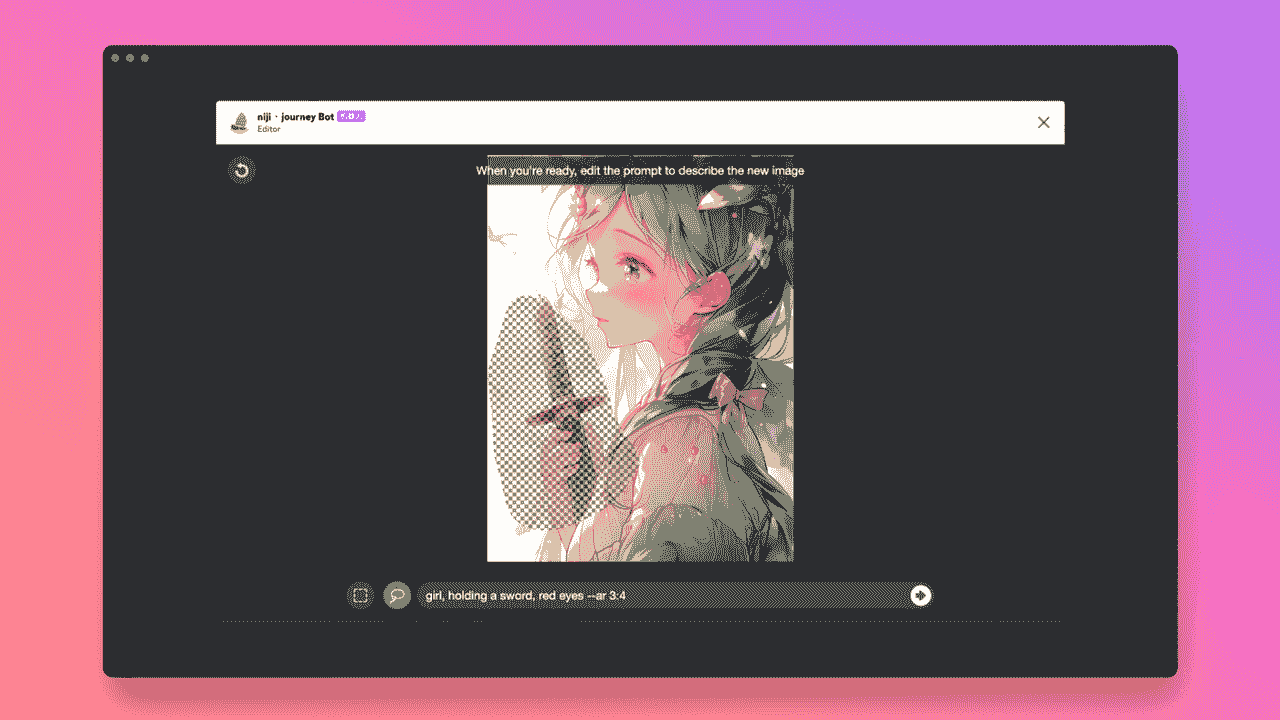 niji · journey Bot
Editor
When you're ready, edit the prompt to describe the new image
girl, holding a sword, red eyes --ar 3:4